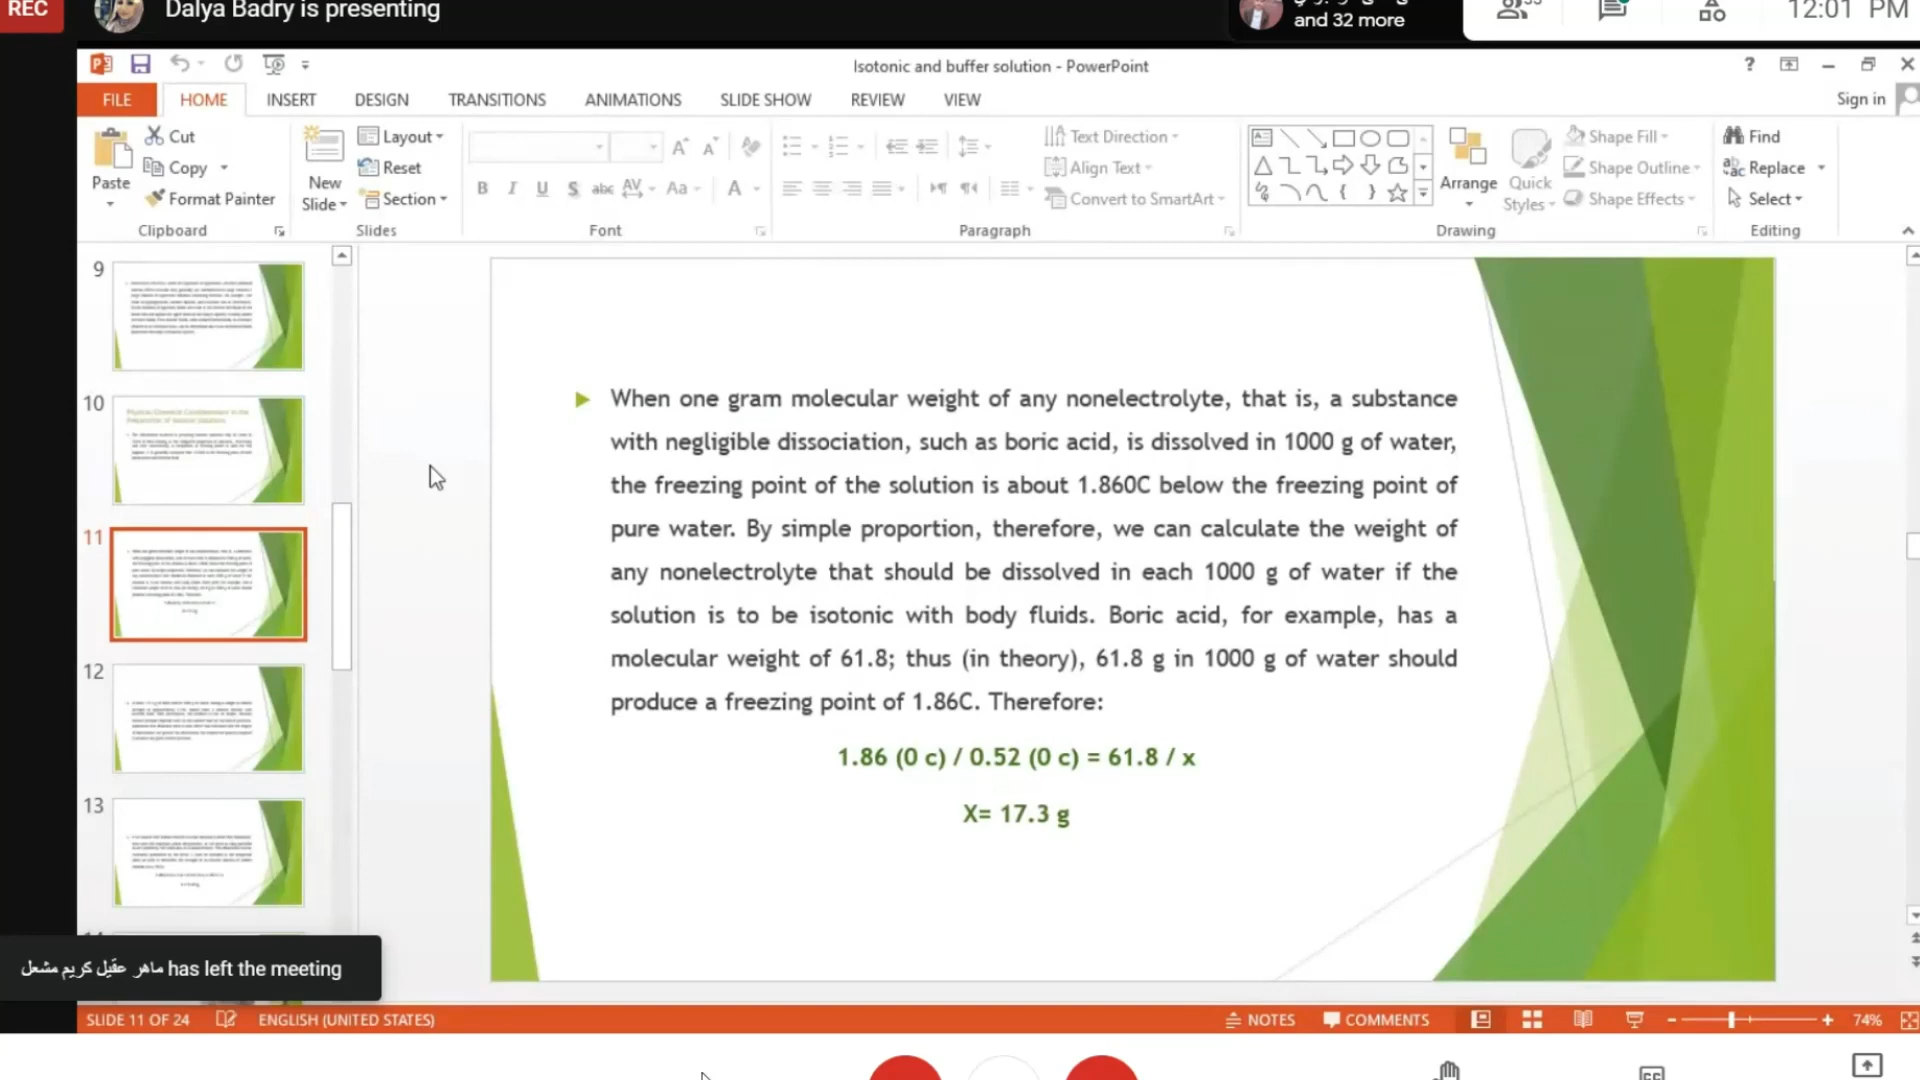 REC
Dalya Badry is presenting
and 32 more
12:01 PM
Isotonic and buffer solution - PowerPoint
Sign in
FILE HOME INSERT DESIGN TRANSITIONS ANIMATIONS SLIDE SHOW REVIEW VIEW
Paste
Cut
Copy
Format Painter
Clipboard
New Slide
Layout
Reset
Section
Slides
Font
Text Direction
Align Text
Convert to SmartArt
Paragraph
Arrange
Quick Styles
Shape Fill
Shape Outline
Shape Effects
Drawing
Find
Replace
Select
Editing
9
10
11
12
13
When one gram molecular weight of any nonelectrolyte, that is, a substance
with negligible dissociation, such as boric acid, is dissolved in 1000 g of water,
the freezing point of the solution is about 1.860C below the freezing point of
pure water. By simple proportion, therefore, we can calculate the weight of
any nonelectrolyte that should be dissolved in each 1000 g of water if the
solution is to be isotonic with body fluids. Boric acid, for example, has a
molecular weight of 61.8; thus (in theory), 61.8 g in 1000 g of water should
produce a freezing point of 1.86C. Therefore:
1.86 (0 c) / 0.52 (0 c) = 61.8 / x
X= 17.3 g
ماهر عقيل كريم مشعل has left the meeting
SLIDE 11 OF 24
ENGLISH (UNITED STATES)
NOTES
COMMENTS
74%